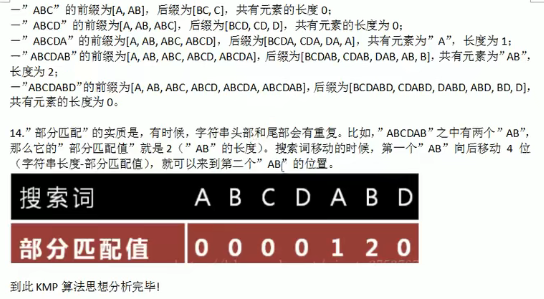 —”ABC”的前缀为[A, AB]，后缀为[BC, C]，共有元素的长度 0；
—”ABCD”的前缀为[A, AB, ABC]，后缀为[BCD, CD, D]，共有元素的长度为 0；
—”ABCDA”的前缀为[A, AB, ABC, ABCD]，后缀为[BCDA, CDA, DA, A]，共有元素为”A”，长度为 1；
—”ABCDAB”的前缀为[A, AB, ABC, ABCD, ABCDA]，后缀为[BCDAB, CDAB, DAB, AB, B]，共有元素为”AB”，
长度为 2；
—”ABCDABD”的前缀为[A, AB, ABC, ABCD, ABCDA, ABCDAB]，后缀为[BCDABD, CDABD, DABD, ABD, BD, D]，
共有元素的长度为 0。
14.”部分匹配”的实质是，有时候，字符串头部和尾部会有重复。比如，”ABCDAB”之中有两个”AB”，
那么它的”部分匹配值”就是 2（”AB”的长度）。搜索词移动的时候，第一个”AB”向后移动 4 位
（字符串长度-部分匹配值），就可以来到第二个”AB”的位置。
搜索词 A B C D A B D
部分匹配值 0 0 0 0 1 2 0
到此 KMP 算法思想分析完毕!